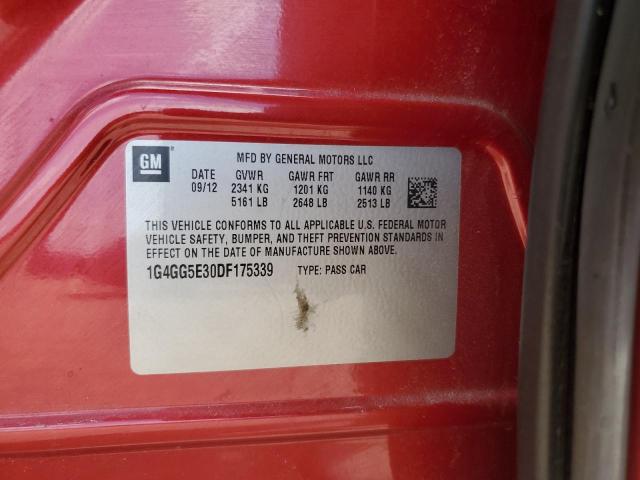 GM
MFD BY GENERAL MOTORS LLC
DATE GVWR GAWR FRT GAWR RR
09/12 2341 KG 1201 KG 1140 KG
5161 LB 2648 LB 2513 LB
THIS VEHICLE CONFORMS TO ALL APPLICABLE U.S. FEDERAL MOTOR
VEHICLE SAFETY, BUMPER, AND THEFT PREVENTION STANDARDS IN
EFFECT ON THE DATE OF MANUFACTURE SHOWN ABOVE.
1G4GG5E30DF175339 TYPE: PASS CAR